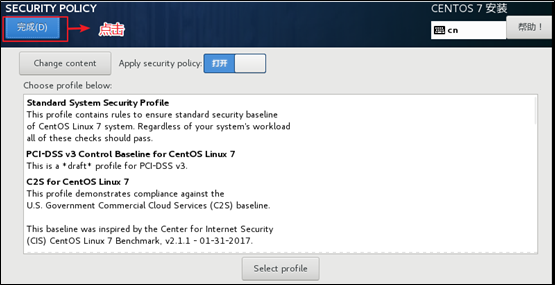 SECURITY POLICY
CENTOS 7 安装
完成(D)
点击
cn
帮助！
Change content
Apply security policy:
打开
Choose profile below:
Standard System Security Profile
This profile contains rules to ensure standard security baseline
of CentOS Linux 7 system. Regardless of your system's workload
all of these checks should pass.
PCI-DSS v3 Control Baseline for CentOS Linux 7
This is a *draft* profile for PCI-DSS v3.
C2S for CentOS Linux 7
This profile demonstrates compliance against the
U.S. Government Commercial Cloud Services (C2S) baseline.
This baseline was inspired by the Center for Internet Security
(CIS) CentOS Linux 7 Benchmark, v2.1.1 - 01-31-2017.
Select profile